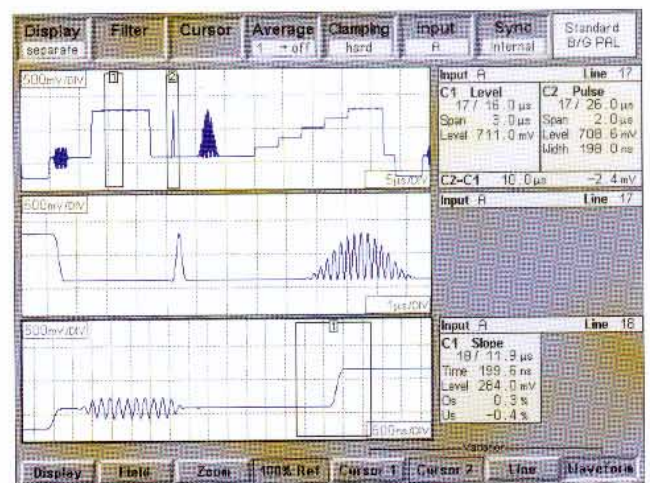 Display Filter Cursor Average Clamping Input Sync Standard
separate 1 → off hard A Internal B/G PAL
500mV/DIV 1 2
5µs/DIV
Input A Line 17
C1 Level C2 Pulse
17/ 16.0 µs 17/ 26.0 µs
Span 3.0 µs Span 2.0 µs
Level 711.0 mV Level 708.6 mV
Width 198.0 ns
C2-C1 10.0 µs -2.4 mV
500mV/DIV
1µs/DIV
Input A Line 17
500mV/DIV 1
500ns/DIV
Input A Line 18
C1 Slope
18/ 11.9 µs
Time 199.6 ns
Level 284.0 mV
Os 0.3 %
Us -0.4 %
Variator
Display Field Zoom 100% Ref Cursor 1 Cursor 2 Line Waveform